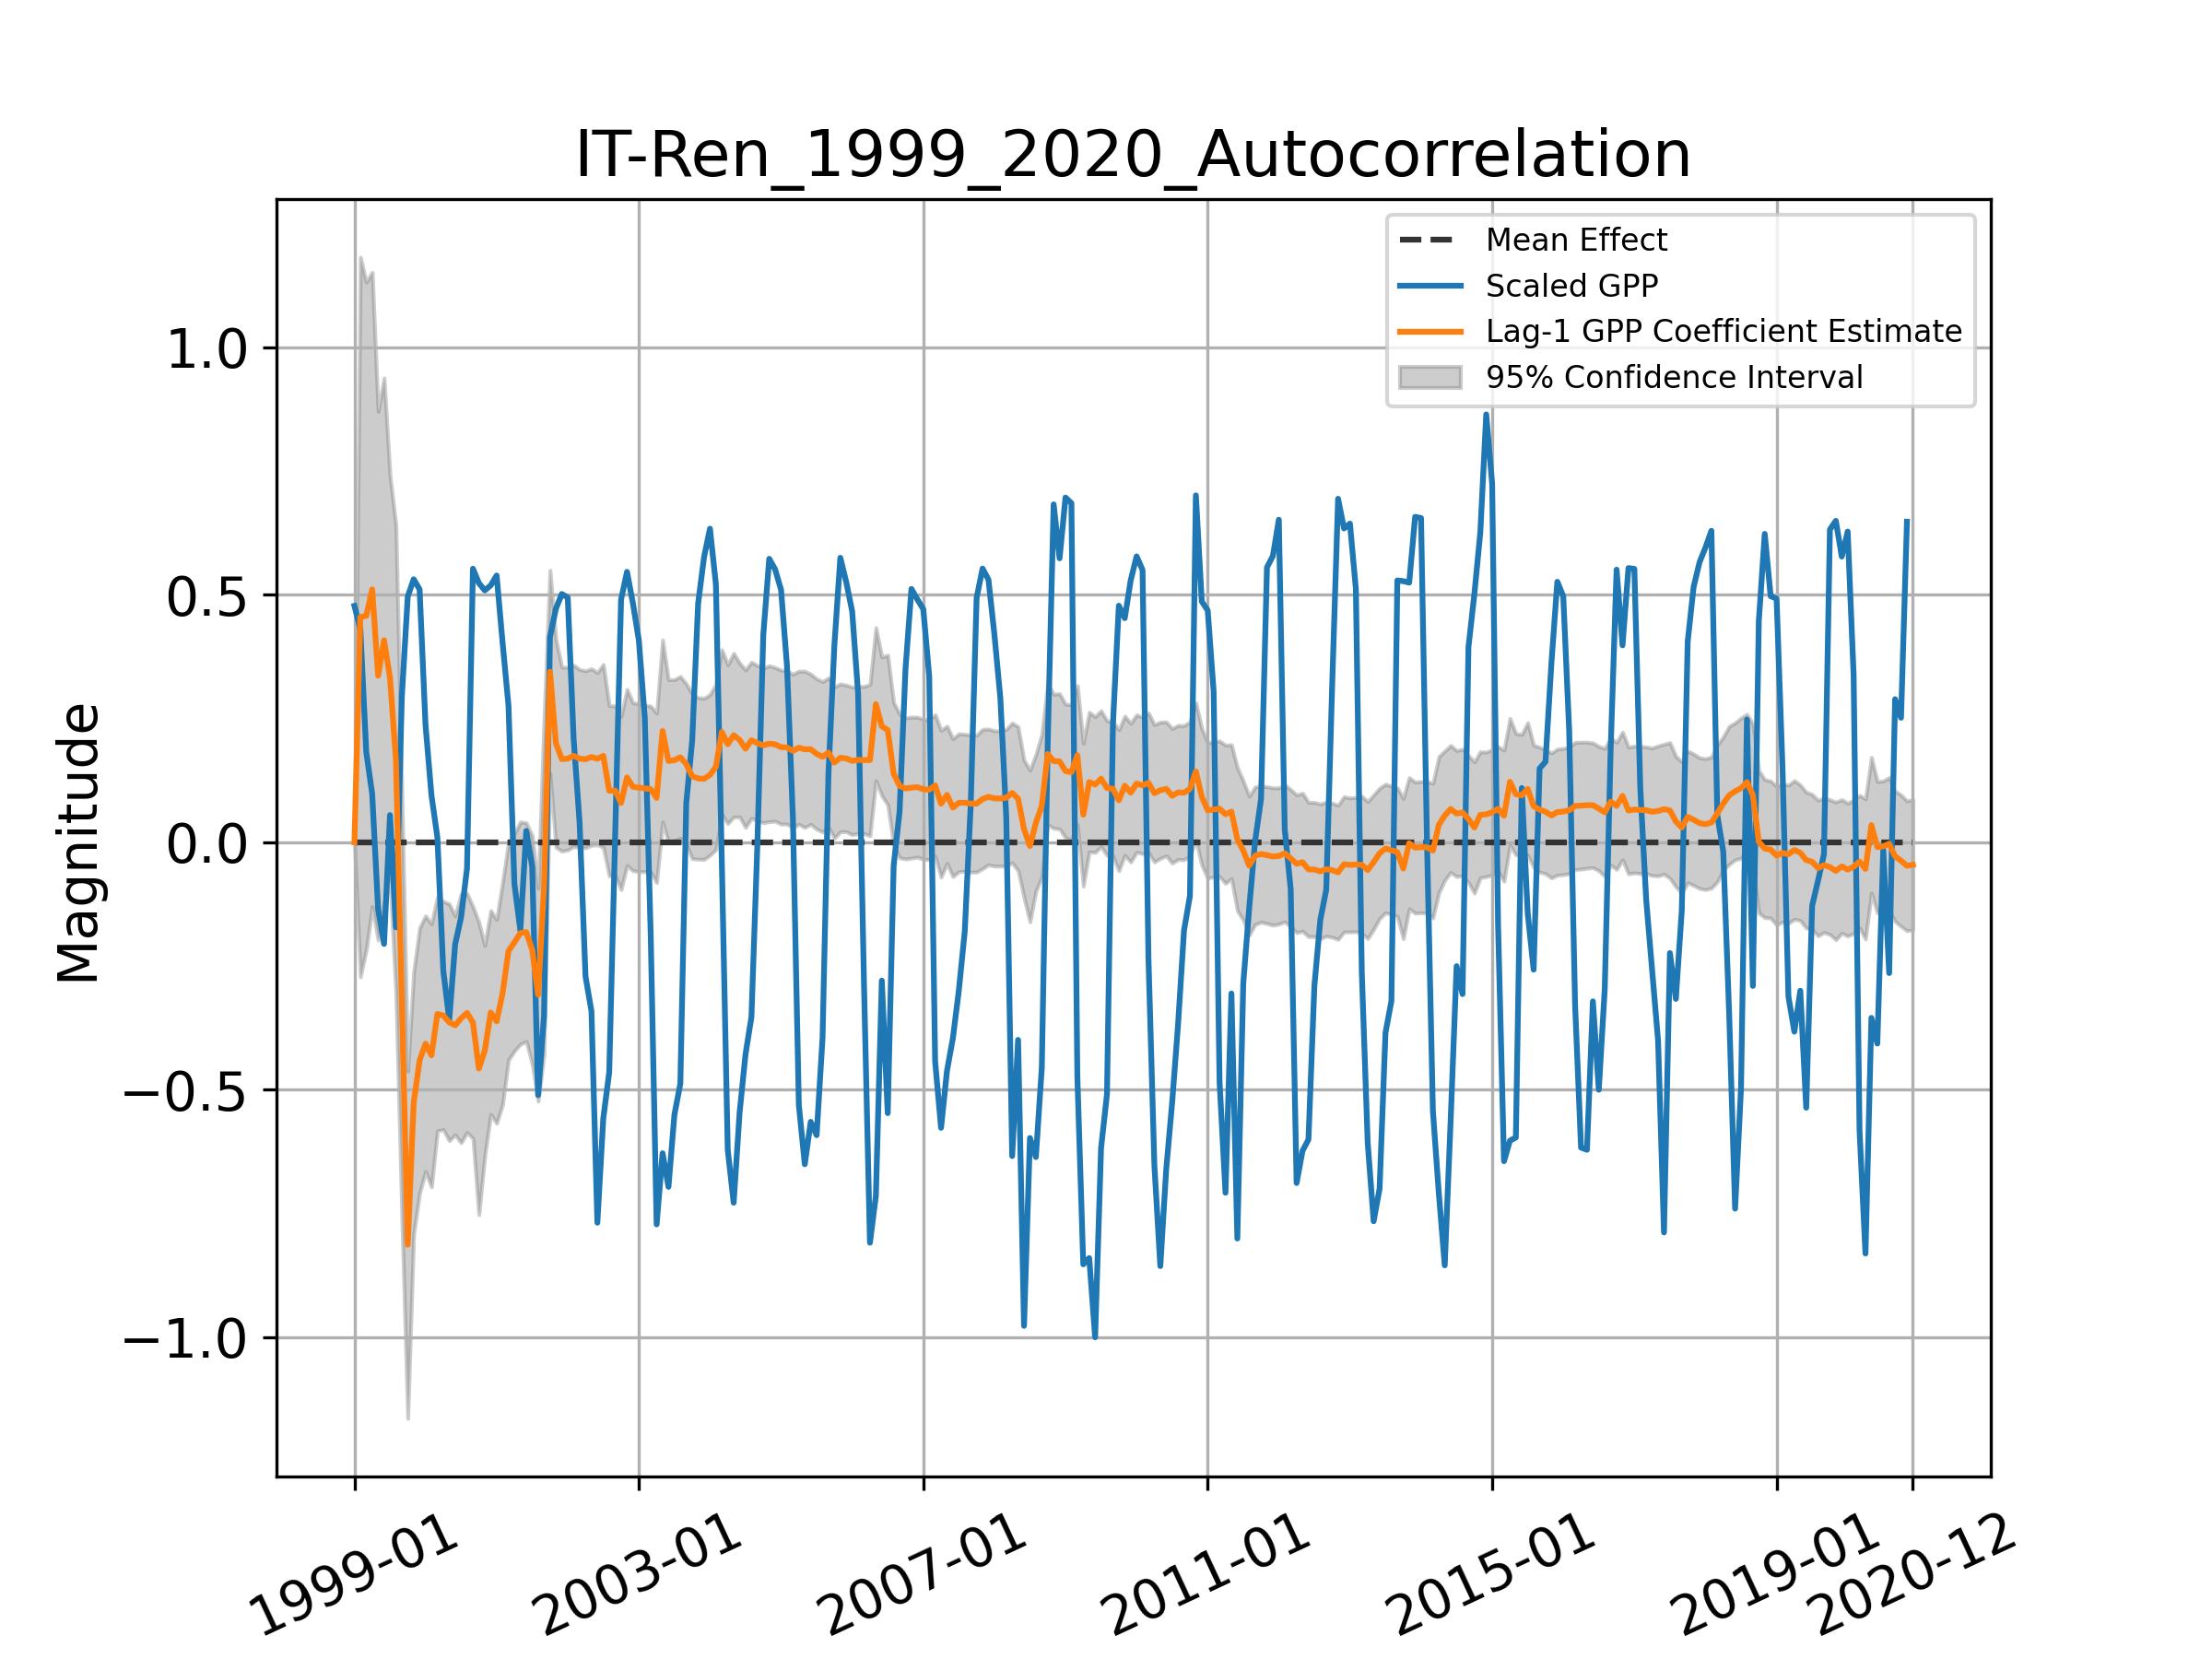 IT-Ren_1999_2020_Autocorrelation
Mean Effect
Scaled GPP
Lag-1 GPP Coefficient Estimate
95% Confidence Interval
Magnitude
1.0
0.5
0.0
−0.5
−1.0
1999-01
2003-01
2007-01
2011-01
2015-01
2019-01
2020-12